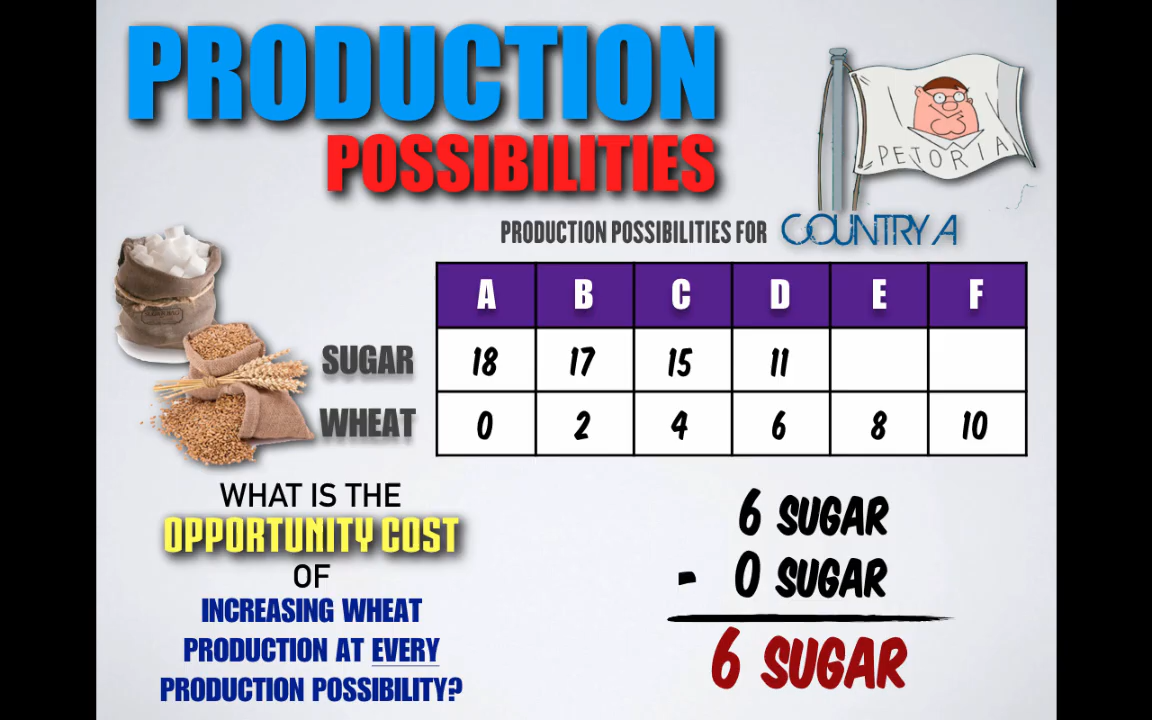 PRODUCTION
POSSIBILITIES
PETORIA
PRODUCTION POSSIBILITIES FOR COUNTRY A
A B C D E F
SUGAR 18 17 15 11
WHEAT 0 2 4 6 8 10
WHAT IS THE
OPPORTUNITY COST
OF
INCREASING WHEAT
PRODUCTION AT EVERY
PRODUCTION POSSIBILITY?
6 SUGAR
- 0 SUGAR
6 SUGAR